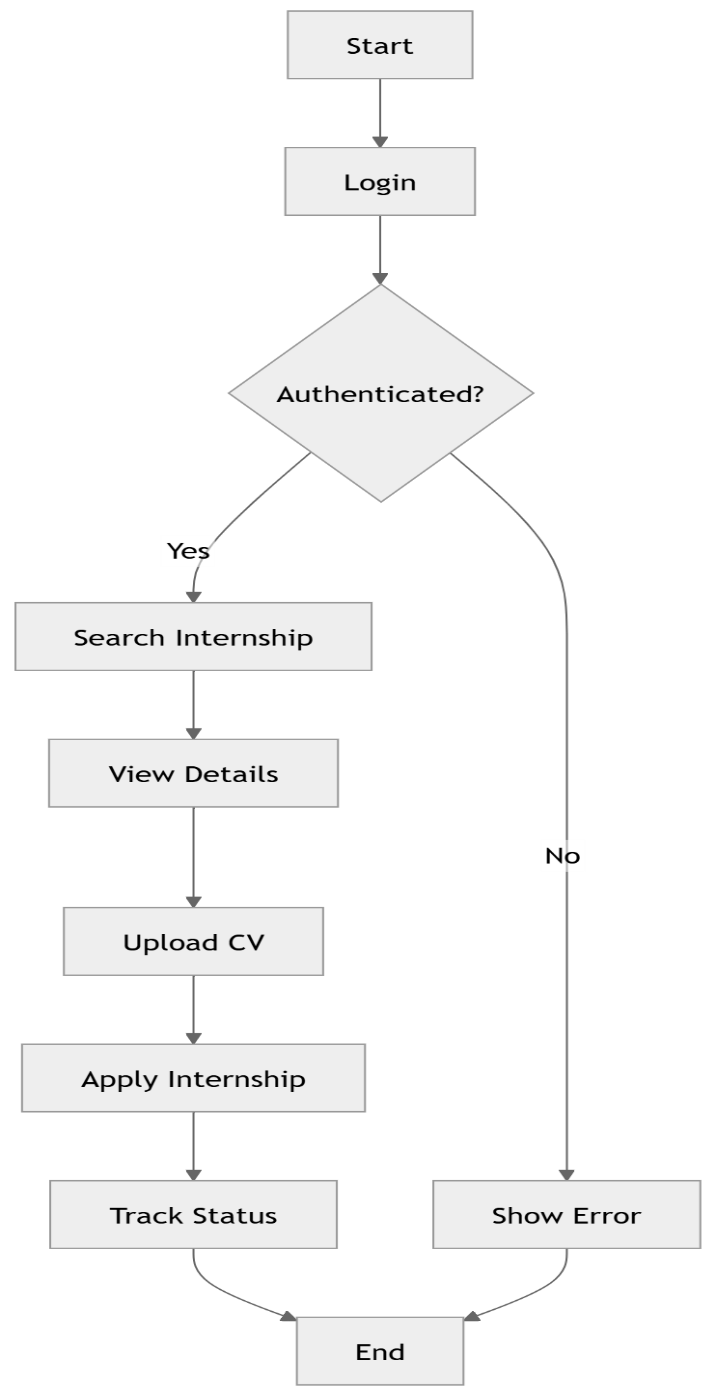 Start
Login
Authenticated?
Yes
Search Internship
View Details
No
Upload CV
Apply Internship
Track Status
Show Error
End